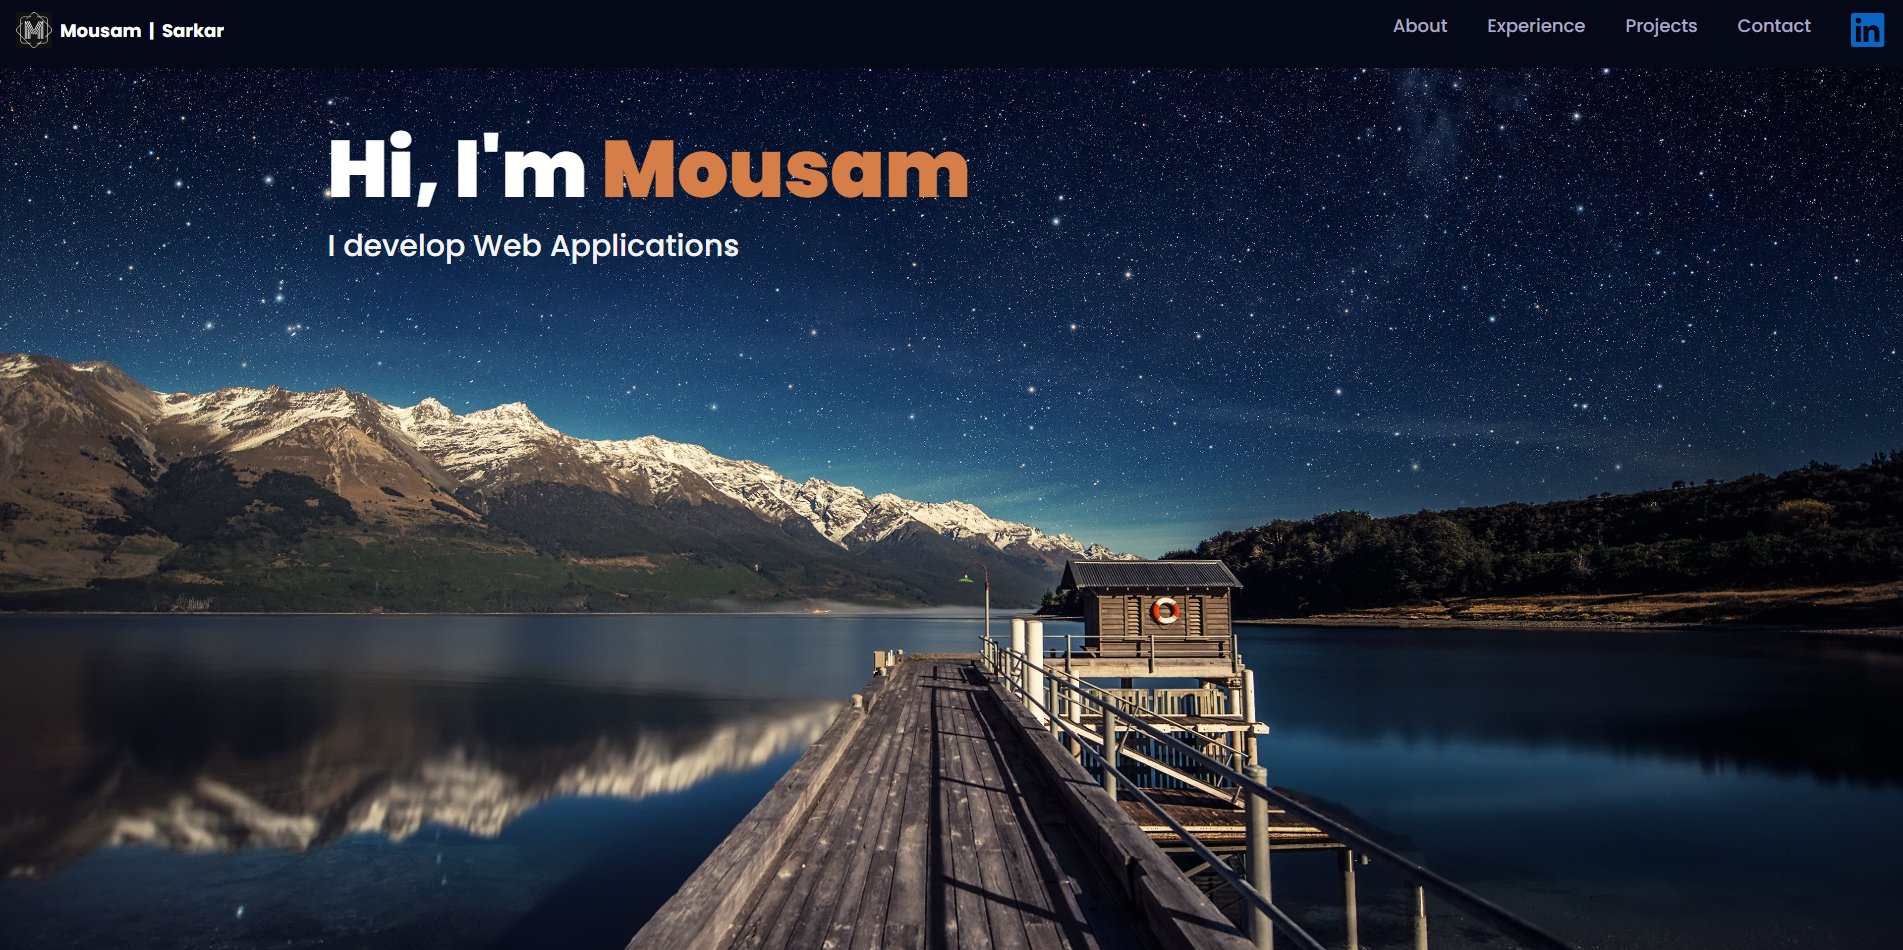 Mousam | Sarkar
About Experience Projects Contact in
Hi, I'm Mousam
I develop Web Applications